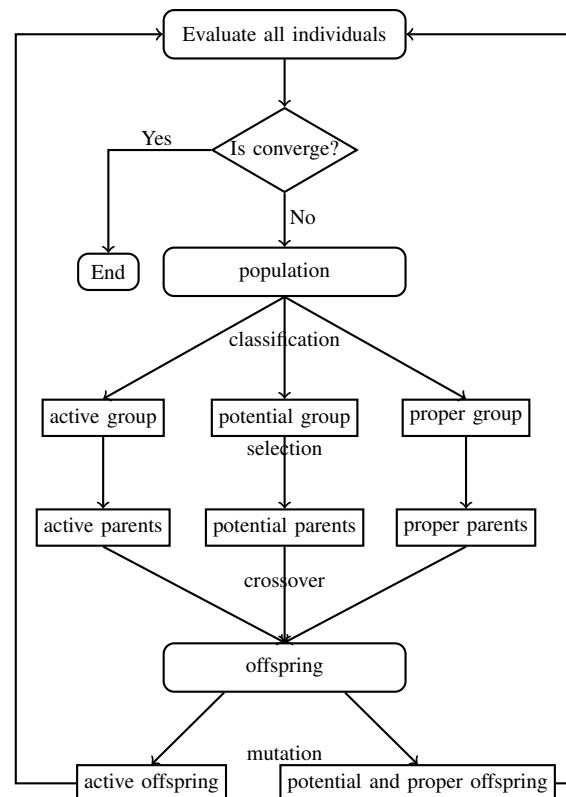 Evaluate all individuals
Is converge?
Yes
No
End
population
classification
active group
potential group
proper group
selection
active parents
potential parents
proper parents
crossover
offspring
mutation
active offspring
potential and proper offspring